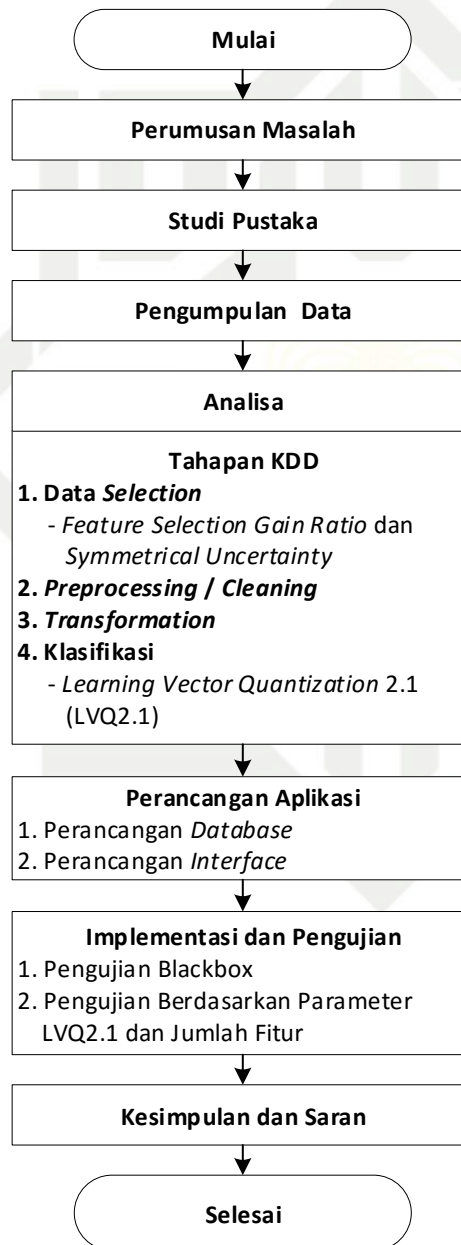 Mulai
Perumusan Masalah
Studi Pustaka
Pengumpulan Data
Analisa
Tahapan KDD
1. Data Selection
- Feature Selection Gain Ratio dan
Symmetrical Uncertainty
2. Preprocessing / Cleaning
3. Transformation
4. Klasifikasi
- Learning Vector Quantization 2.1
(LVQ2.1)
Perancangan Aplikasi
1. Perancangan Database
2. Perancangan Interface
Implementasi dan Pengujian
1. Pengujian Blackbox
2. Pengujian Berdasarkan Parameter
LVQ2.1 dan Jumlah Fitur
Kesimpulan dan Saran
Selesai